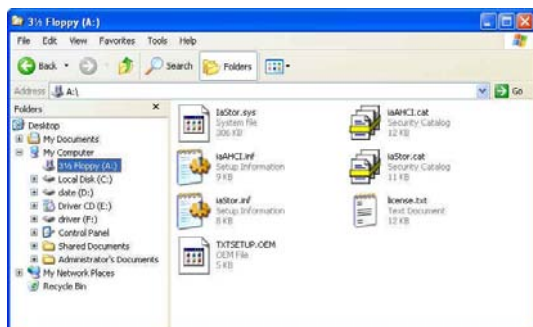 3½ Floppy (A:)
File Edit View Favorites Tools Help
Back Search Folders
Address A:\ Go
Folders
Desktop
My Documents
My Computer
3½ Floppy (A:)
Local Disk (C:)
date (D:)
Driver CD (E:)
driver (F:)
Control Panel
Shared Documents
Administrator's Documents
My Network Places
Recycle Bin
IaStor.sys
System file
306 KB
iaAHCI.cat
Security Catalog
12 KB
iaAHCI.inf
Setup Information
9 KB
iaStor.cat
Security Catalog
11 KB
iaStor.inf
Setup Information
8 KB
license.txt
Text Document
12 KB
TXTSETUP.OEM
OEM File
5 KB